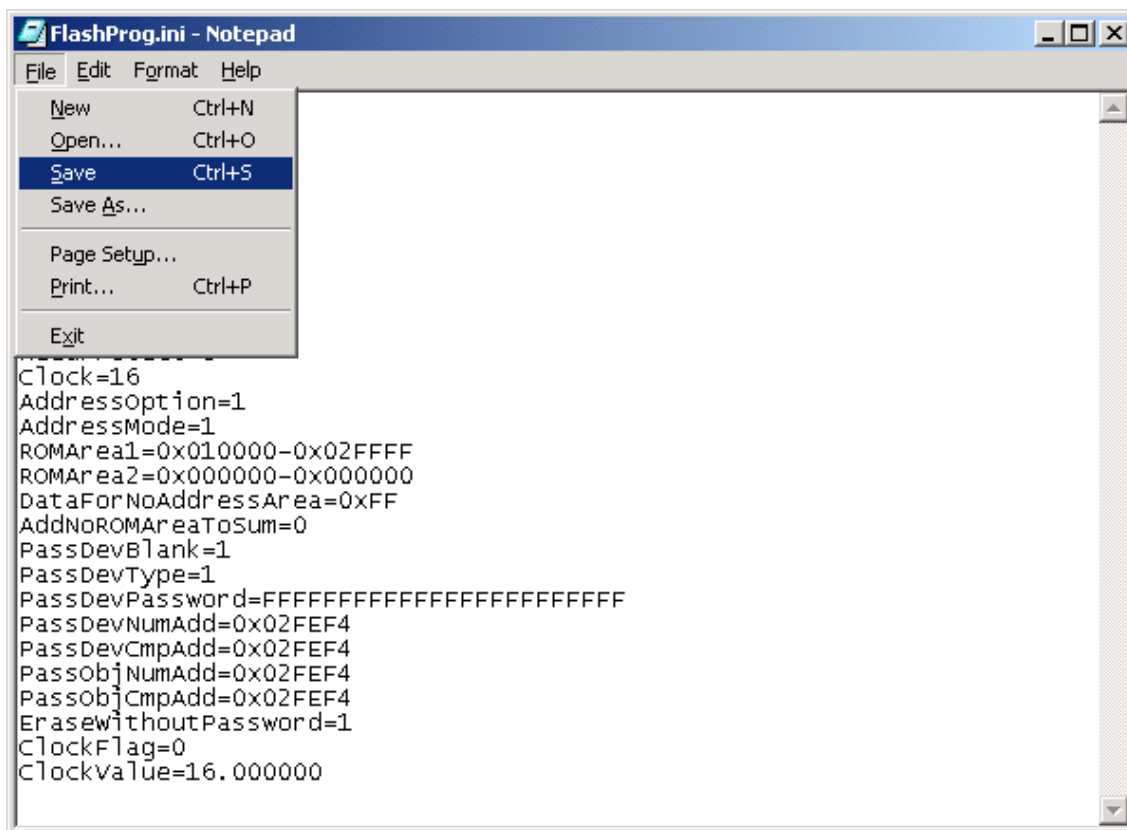 FlashProg.ini - Notepad
File Edit Format Help
New Ctrl+N
Open... Ctrl+O
Save Ctrl+S
Save As...
Page Setup...
Print... Ctrl+P
Exit
Clock=16
AddressOption=1
AddressMode=1
ROMArea1=0x010000-0x02FFFF
ROMArea2=0x000000-0x000000
DataForNoAddressArea=0xFF
AddNoROMAreaToSum=0
PassDevBlank=1
PassDevType=1
PassDevPassword=FFFFFFFFFFFFFFFFFFFFFFFF
PassDevNumAdd=0x02FEF4
PassDevCmpAdd=0x02FEF4
PassObjNumAdd=0x02FEF4
PassObjCmpAdd=0x02FEF4
EraseWithoutPassword=1
ClockFlag=0
ClockValue=16.000000